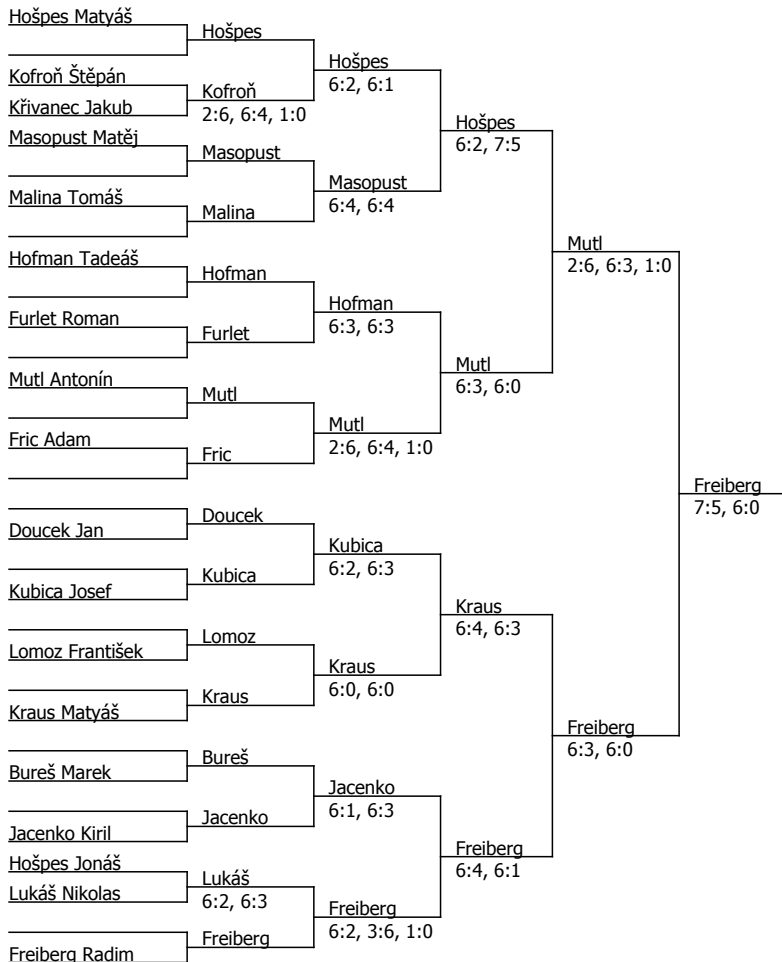 Hošpes Matyáš
Hošpes
Hošpes
6:2, 6:1
Kofroň Štěpán
Kofroň
2:6, 6:4, 1:0
Křivanec Jakub
Hošpes
6:2, 7:5
Masopust Matěj
Masopust
Masopust
6:4, 6:4
Malina Tomáš
Malina
Mutl
2:6, 6:3, 1:0
Hofman Tadeáš
Hofman
Hofman
6:3, 6:3
Furlet Roman
Furlet
Mutl
6:3, 6:0
Mutl Antonín
Mutl
Mutl
2:6, 6:4, 1:0
Fric Adam
Fric
Freiberg
7:5, 6:0
Doucek Jan
Doucek
Kubica
6:2, 6:3
Kubica Josef
Kubica
Kraus
6:4, 6:3
Lomoz František
Lomoz
Kraus
6:0, 6:0
Kraus Matyáš
Kraus
Freiberg
6:3, 6:0
Bureš Marek
Bureš
Jacenko
6:1, 6:3
Jacenko Kiril
Jacenko
Freiberg
6:4, 6:1
Hošpes Jonáš
Lukáš
6:2, 6:3
Lukáš Nikolas
Freiberg
6:2, 3:6, 1:0
Freiberg Radim
Freiberg